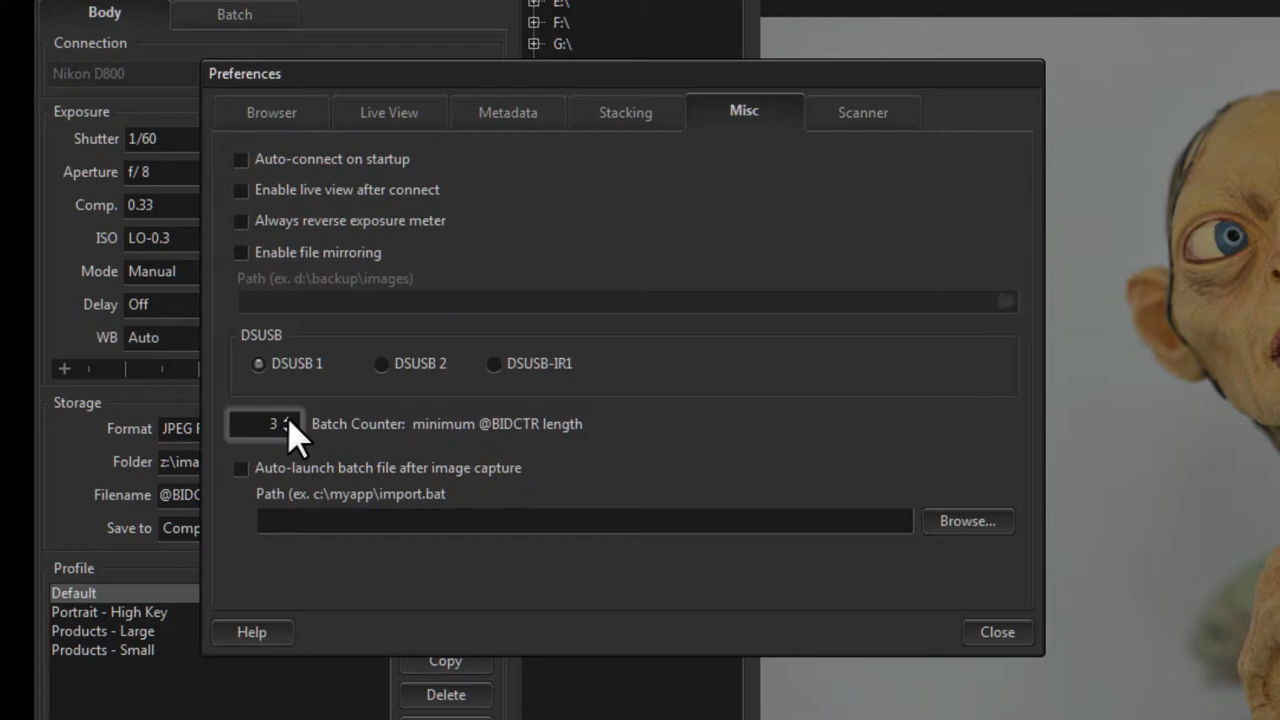 Body
Batch
E:\
F:\
G:\
Connection
Nikon D800
Exposure
Shutter 1/60
Aperture f/ 8
Comp. 0.33
ISO LO-0.3
Mode Manual
Delay Off
WB Auto
Storage
Format JPEG
Folder z:\ima
Filename @BIDC
Save to Comp
Profile
Default
Portrait - High Key
Products - Large
Products - Small
Copy
Delete
Preferences
Browser Live View Metadata Stacking Misc Scanner
Auto-connect on startup
Enable live view after connect
Always reverse exposure meter
Enable file mirroring
Path (ex. d:\backup\images)
DSUSB
DSUSB 1 DSUSB 2 DSUSB-IR1
3 Batch Counter: minimum @BIDCTR length
Auto-launch batch file after image capture
Path (ex. c:\myapp\import.bat
Browse...
Help
Close